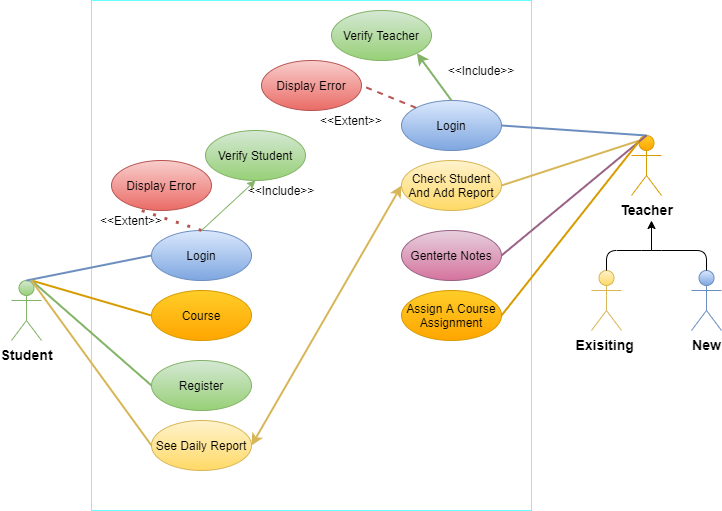 Verify Teacher
<<Include>>
Display Error
<<Extent>>
Login
Verify Student
Display Error
<<Include>>
<<Extent>>
Check Student
And Add Report
Teacher
Login
Genterte Notes
Course
Assign A Course
Assignment
Student
Exisiting
New
Register
See Daily Report